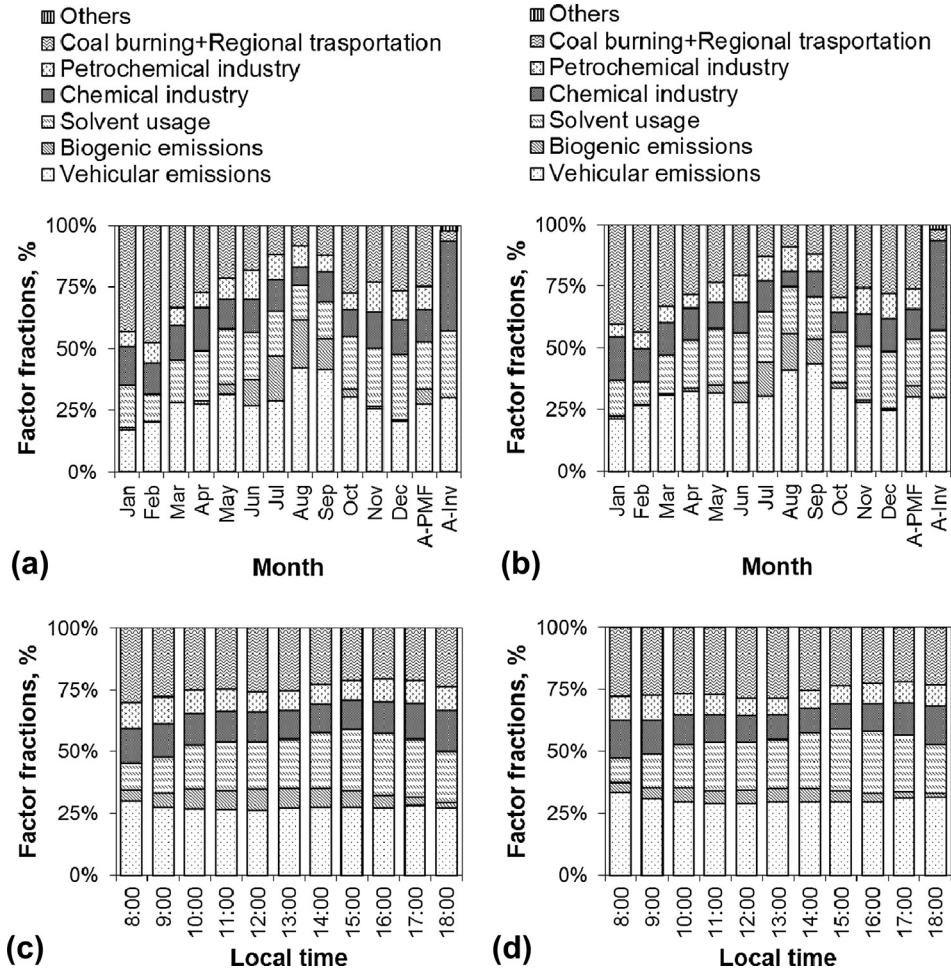 Others
Coal burning+Regional trasportation
Petrochemical industry
Chemical industry
Solvent usage
Biogenic emissions
Vehicular emissions
100%
75%
50%
25%
0%
Factor fractions, %
Jan
Feb
Mar
Apr
May
Jun
Jul
Aug
Sep
Oct
Nov
Dec
A-PMF
A-Inv
(a)
Month
Others
Coal burning+Regional trasportation
Petrochemical industry
Chemical industry
Solvent usage
Biogenic emissions
Vehicular emissions
100%
75%
50%
25%
0%
Factor fractions, %
Jan
Feb
Mar
Apr
May
Jun
Jul
Aug
Sep
Oct
Nov
Dec
A-PMF
A-Inv
(b)
Month
100%
75%
50%
25%
0%
Factor fractions, %
8:00
9:00
10:00
11:00
12:00
13:00
14:00
15:00
16:00
17:00
18:00
(c)
Local time
100%
75%
50%
25%
0%
Factor fractions, %
8:00
9:00
10:00
11:00
12:00
13:00
14:00
15:00
16:00
17:00
18:00
(d)
Local time